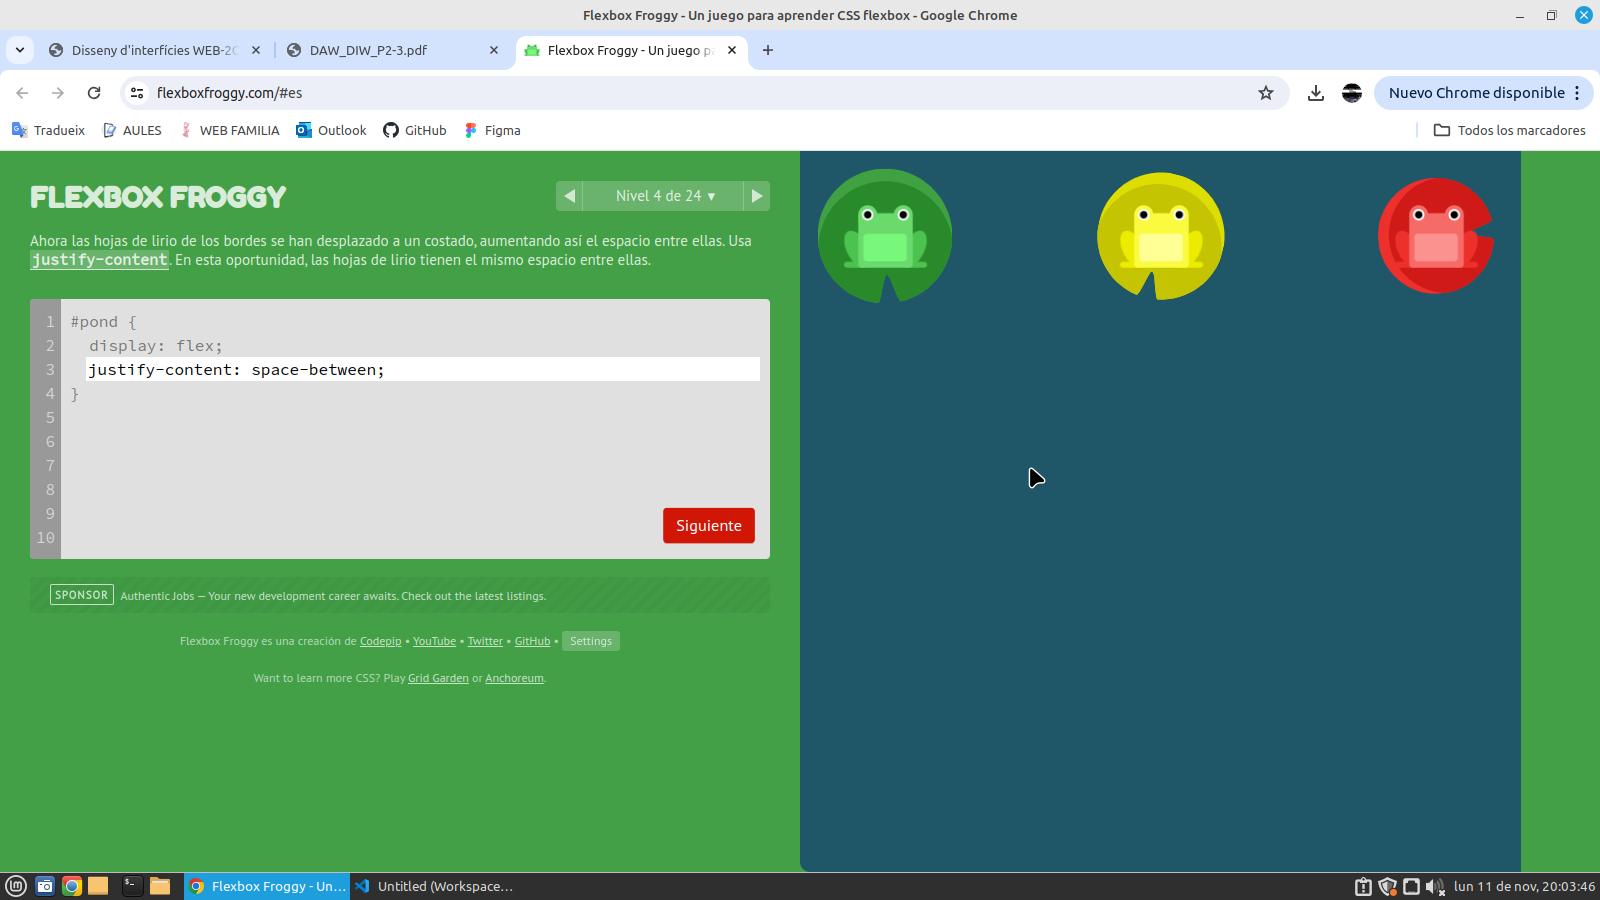 Flexbox Froggy - Un juego para aprender CSS flexbox - Google Chrome
Disseny d'interfícies WEB-2
DAW_DIW_P2-3.pdf
Flexbox Froggy - Un juego p
flexboxfroggy.com/#es
Nuevo Chrome disponible
Tradueix
AULES
WEB FAMILIA
Outlook
GitHub
Figma
Todos los marcadores
FLEXBOX FROGGY
◀ Nivel 4 de 24 ▼ ▶
Ahora las hojas de lirio de los bordes se han desplazado a un costado, aumentando así el espacio entre ellas. Usa
justify-content. En esta oportunidad, las hojas de lirio tienen el mismo espacio entre ellas.
1 #pond {
2 display: flex;
3 justify-content: space-between;
4 }
5
6
7
8
9
10
Siguiente
SPONSOR Authentic Jobs — Your new development career awaits. Check out the latest listings.
Flexbox Froggy es una creación de Codepip • YouTube • Twitter • GitHub • Settings
Want to learn more CSS? Play Grid Garden or Anchoreum.
Flexbox Froggy - Un...
Untitled (Workspace...
lun 11 de nov, 20:03:46